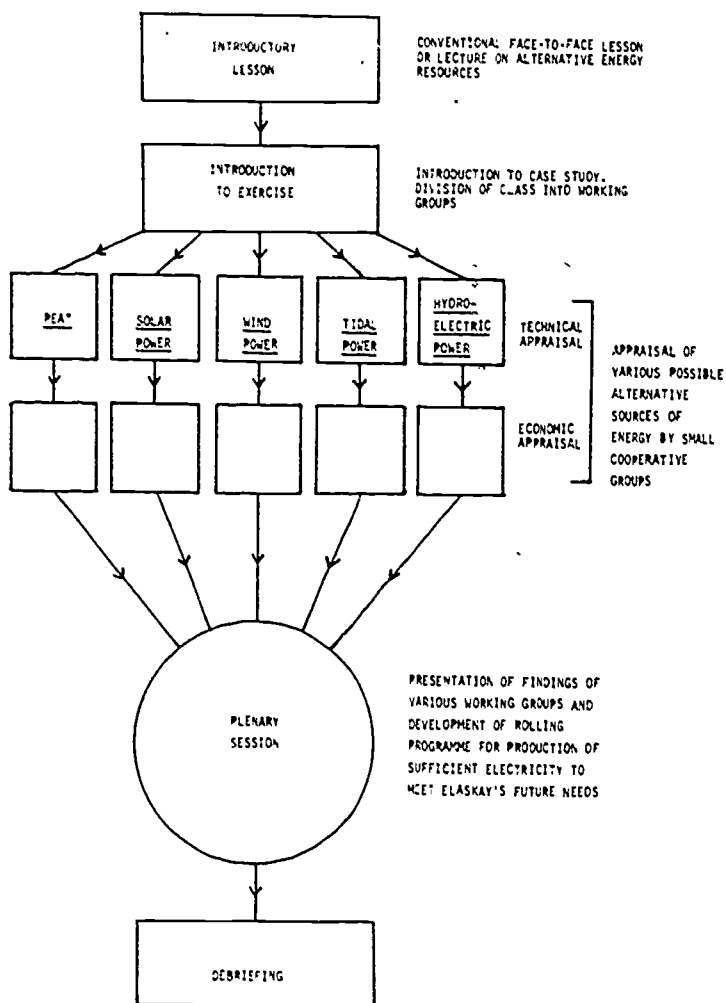 INTRODUCTORY
LESSON
CONVENTIONAL FACE-TO-FACE LESSON
OR LECTURE ON ALTERNATIVE ENERGY
RESOURCES
INTRODUCTION
TO EXERCISE
INTRODUCTION TO CASE STUDY.
DIVISION OF CLASS INTO WORKING
GROUPS
PEAT
SOLAR
POWER
WIND
POWER
TIDAL
POWER
HYDRO-
ELECTRIC
POWER
TECHNICAL
APPRAISAL
ECONOMIC
APPRAISAL
APPRAISAL OF
VARIOUS POSSIBLE
ALTERNATIVE
SOURCES OF
ENERGY BY SMALL
COOPERATIVE
GROUPS
PLENARY
SESSION
PRESENTATION OF FINDINGS OF
VARIOUS WORKING GROUPS AND
DEVELOPMENT OF ROLLING
PROGRAMME FOR PRODUCTION OF
SUFFICIENT ELECTRICITY TO
MEET ELASKAY'S FUTURE NEEDS
DEBRIEFING